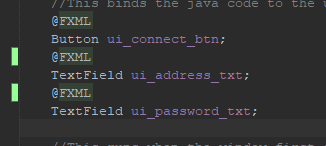 //This binds the java code to the u
@FXML
Button ui_connect_btn;
@FXML
TextField ui_address_txt;
@FXML
TextField ui_password_txt;
//This runs when the window first